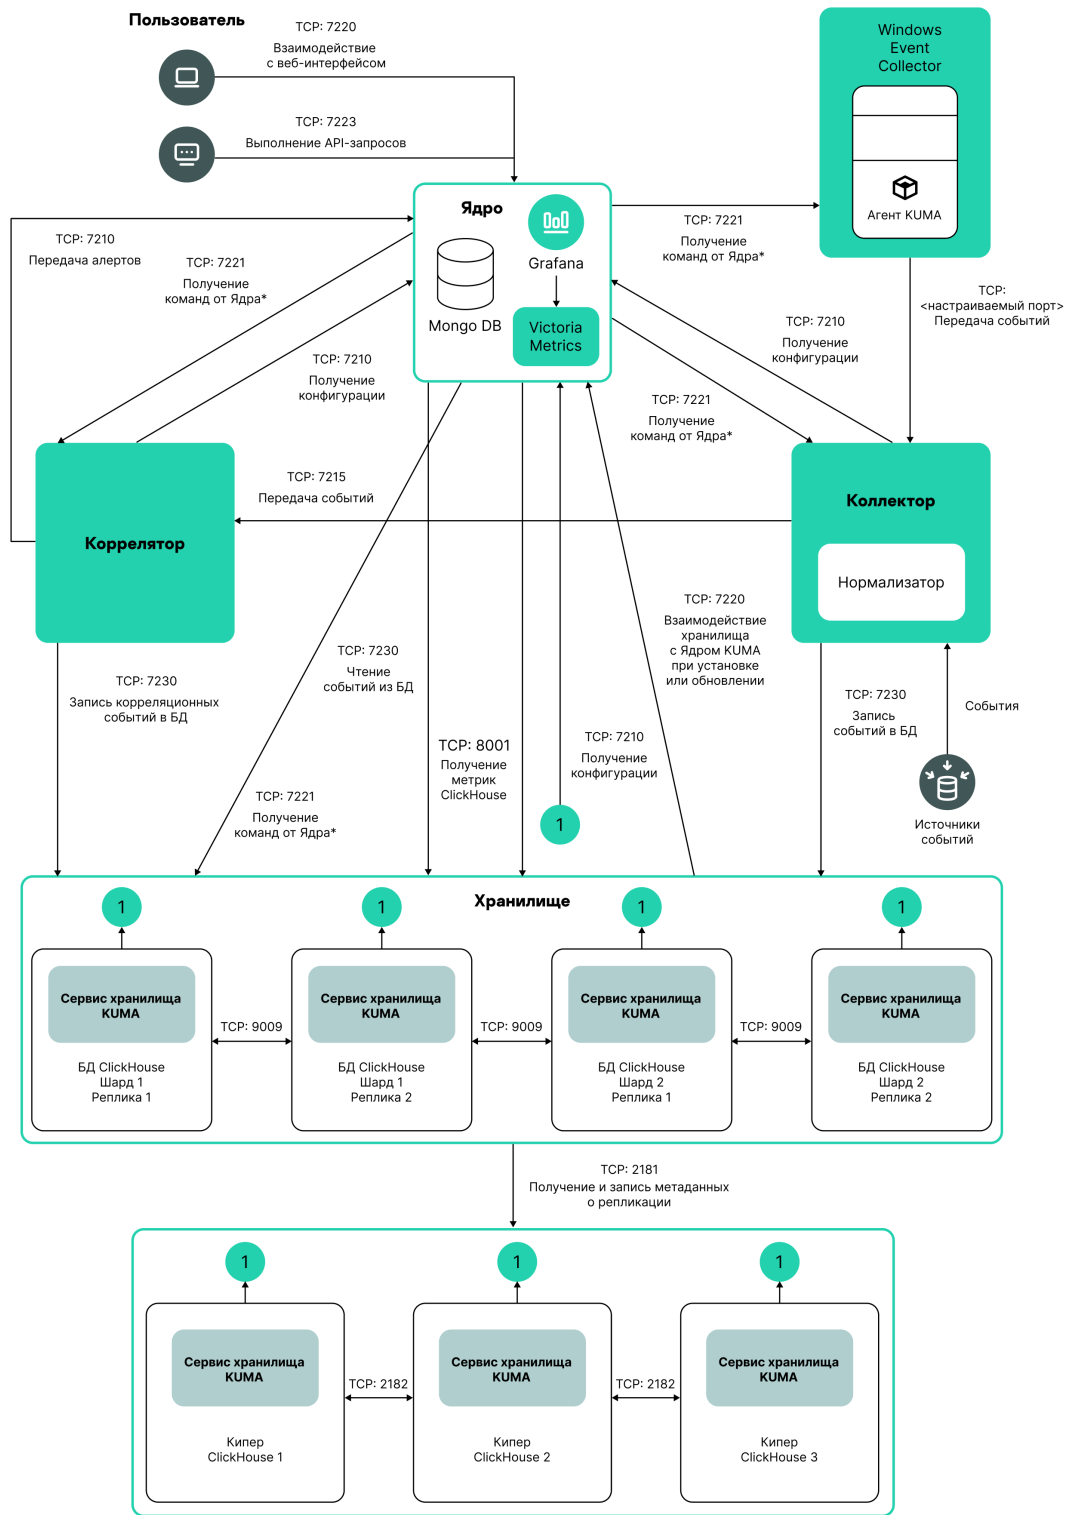 Пользователь
TCP: 7220
Взаимодействие
с веб-интерфейсом
TCP: 7223
Выполнение API-запросов
Windows
Event
Collector
Агент KUMA
Ядро
Grafana
Mongo DB
Victoria
Metrics
TCP: 7210
Передача алертов
TCP: 7221
Получение
команд от Ядра*
TCP: 7210
Получение
конфигурации
TCP: 7221
Получение
команд от Ядра*
TCP:
<настраиваемый порт>
Передача событий
TCP: 7210
Получение
конфигурации
TCP: 7221
Получение
команд от Ядра*
TCP: 7215
Передача событий
Коррелятор
Коллектор
Нормализатор
TCP: 7230
Запись корреляционных
событий в БД
TCP: 7230
Чтение
событий из БД
TCP: 7221
Получение
команд от Ядра*
TCP: 8001
Получение
метрик
ClickHouse
TCP: 7210
Получение
конфигурации
1
TCP: 7220
Взаимодействие
хранилища
с Ядром KUMA
при установке
или обновлении
TCP: 7230
Запись
событий в БД
События
Источники
событий
Хранилище
1
1
1
1
Сервис хранилища
KUMA
БД ClickHouse
Шард 1
Реплика 1
TCP: 9009
Сервис хранилища
KUMA
БД ClickHouse
Шард 1
Реплика 2
TCP: 9009
Сервис хранилища
KUMA
БД ClickHouse
Шард 2
Реплика 1
TCP: 9009
Сервис хранилища
KUMA
БД ClickHouse
Шард 2
Реплика 2
TCP: 2181
Получение и запись метаданных
о репликации
1
1
1
Сервис хранилища
KUMA
Кипер
ClickHouse 1
TCP: 2182
Сервис хранилища
KUMA
Кипер
ClickHouse 2
TCP: 2182
Сервис хранилища
KUMA
Кипер
ClickHouse 3